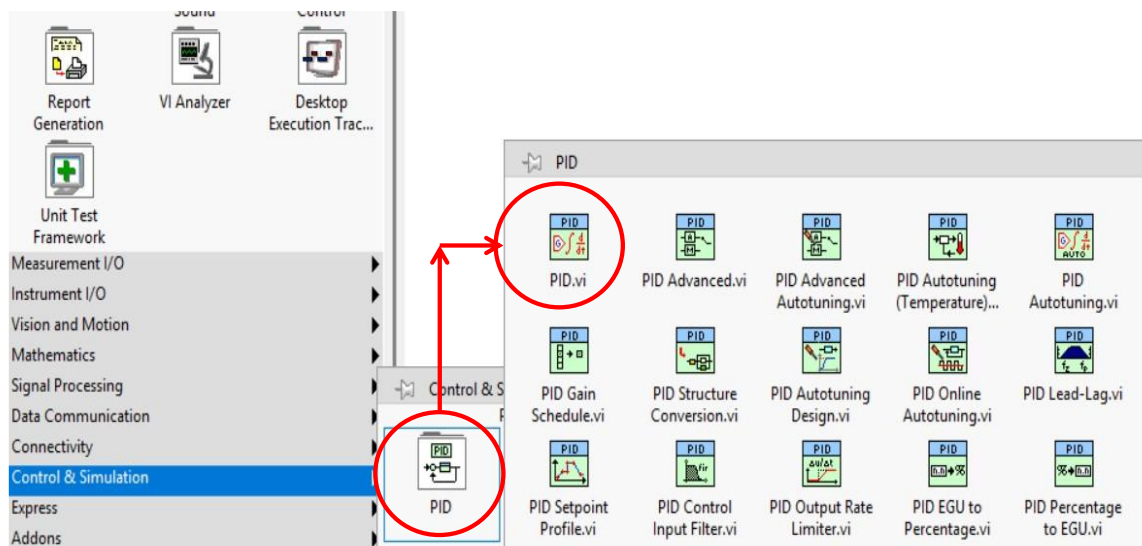 Sound
Control
Report
Generation
VI Analyzer
Desktop
Execution Trac...
Unit Test
Framework
Measurement I/O
Instrument I/O
Vision and Motion
Mathematics
Signal Processing
Data Communication
Connectivity
Control & Simulation
Express
Addons
Control & S
PID
PID
PID
PID
PID
PID.vi
PID
PID Advanced.vi
PID
PID Advanced
Autotuning.vi
PID
PID Autotuning
(Temperature)...
PID
AUTO
PID
Autotuning.vi
PID
PID Gain
Schedule.vi
PID
PID Structure
Conversion.vi
PID
PID Autotuning
Design.vi
PID
PID Online
Autotuning.vi
PID
PID Lead-Lag.vi
PID
PID Setpoint
Profile.vi
PID
fir
PID Control
Input Filter.vi
PID
Δu/Δt
PID Output Rate
Limiter.vi
PID
n.n→%
PID EGU to
Percentage.vi
PID
%→n.n
PID Percentage
to EGU.vi